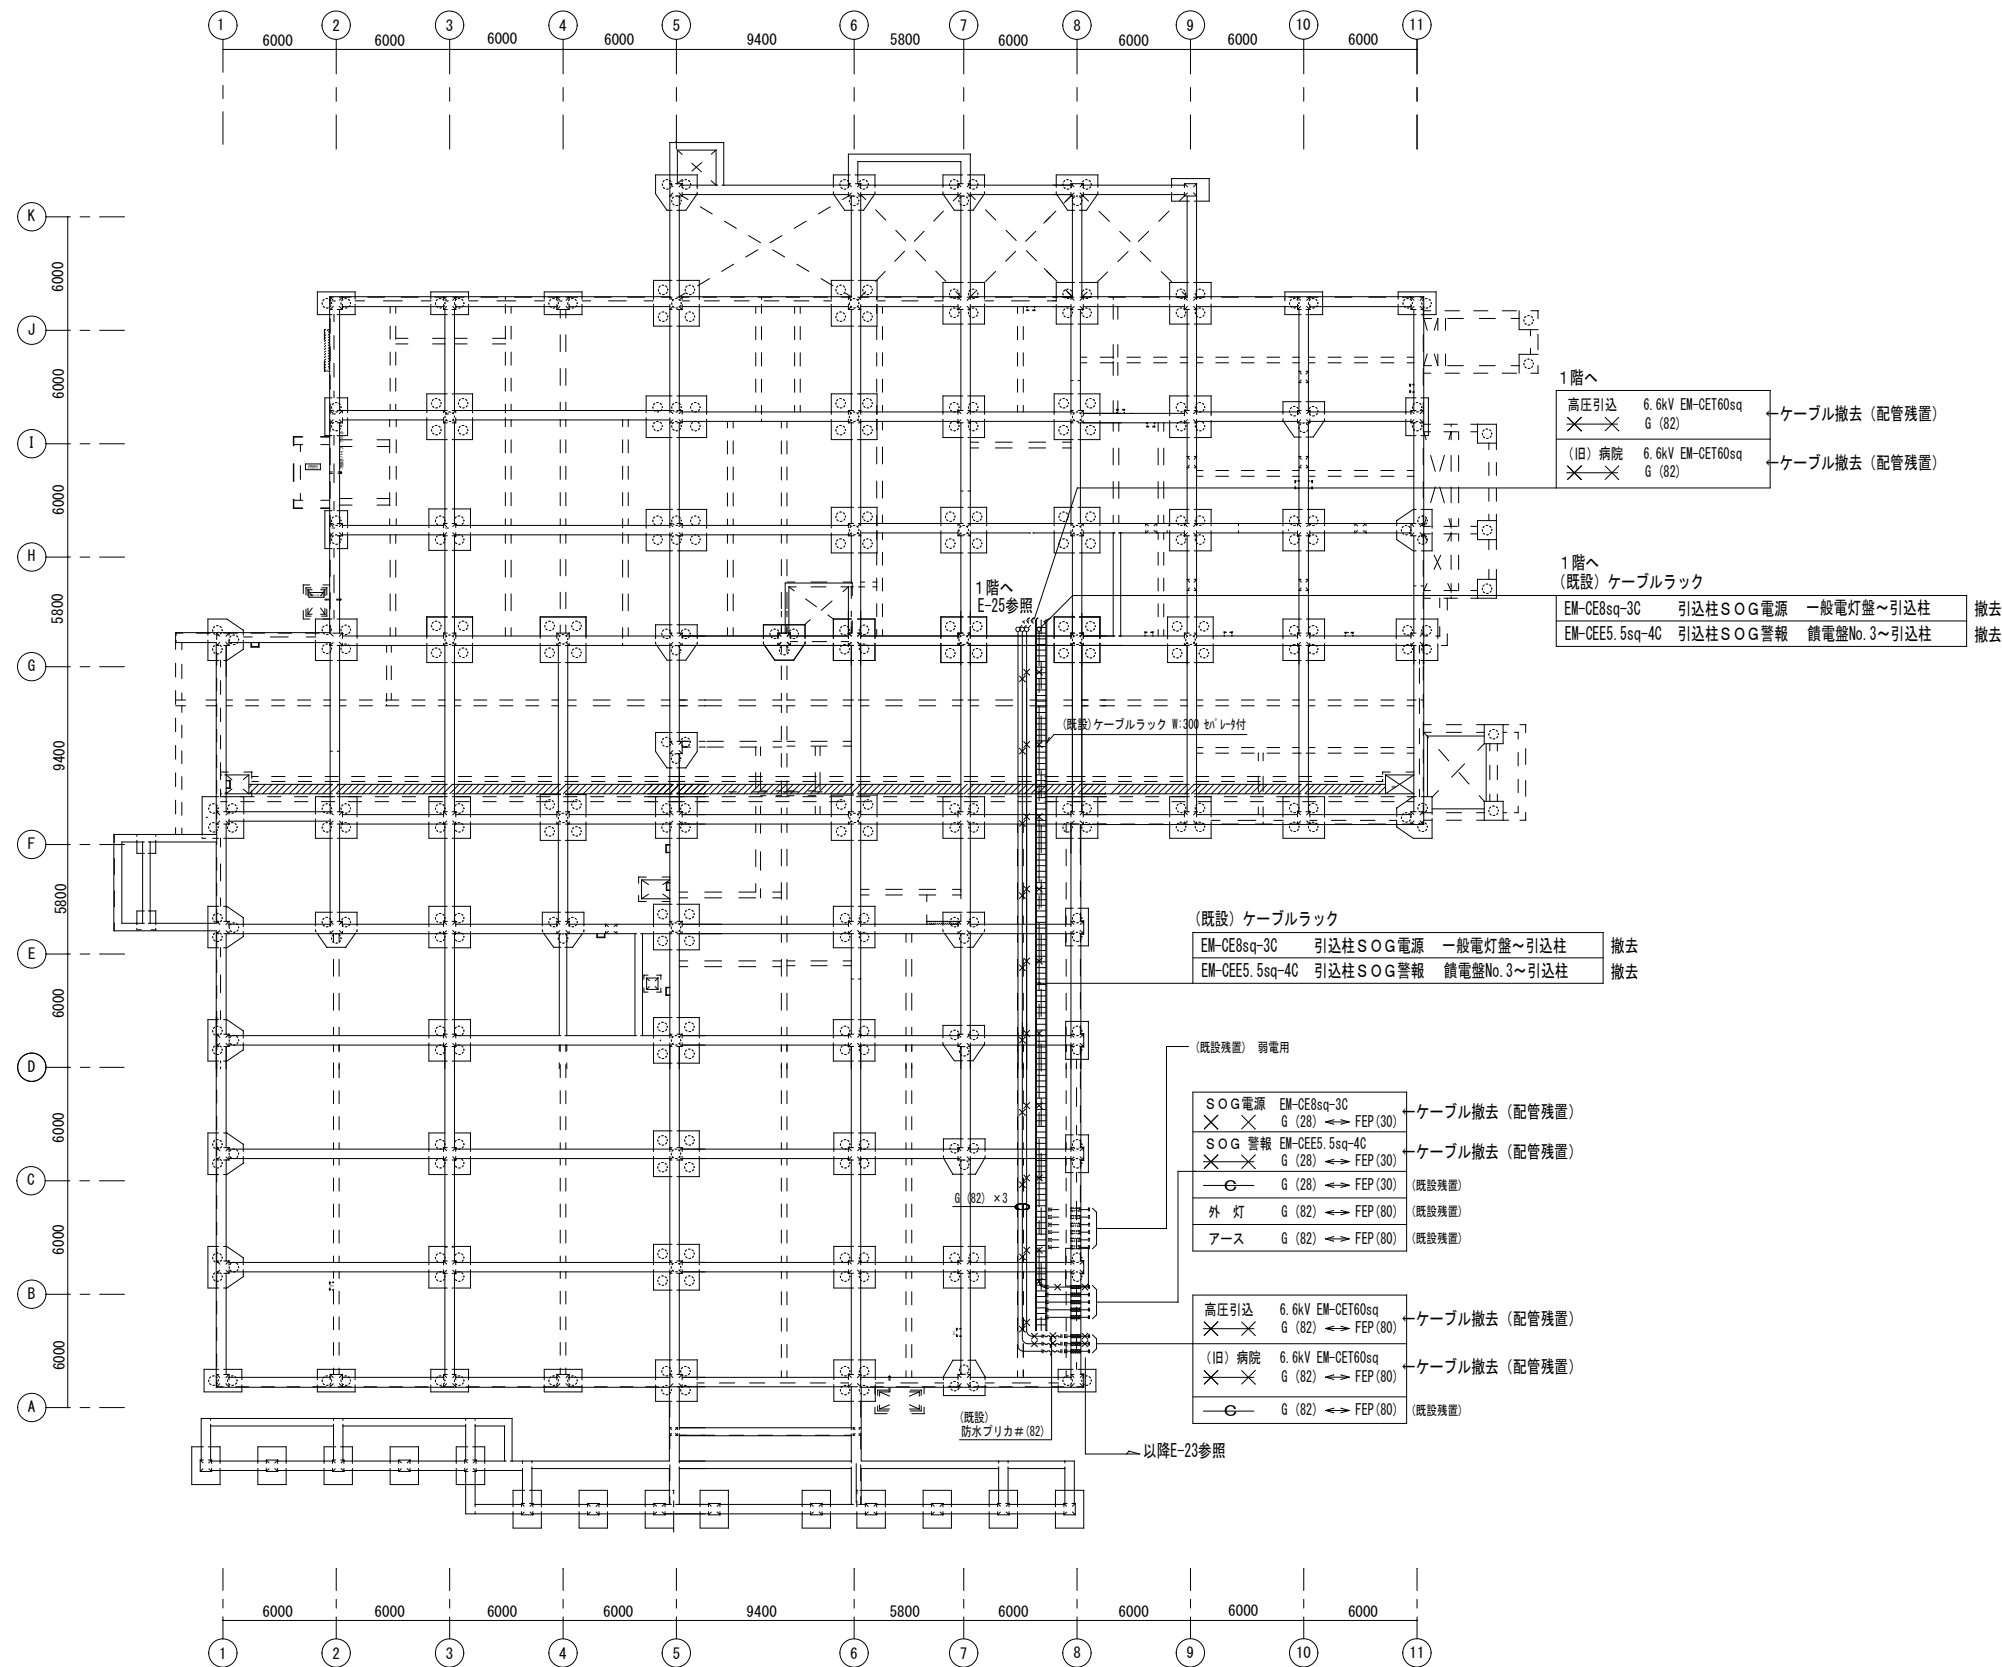 1 2 3 4 5 6 7 8 9 10 11
6000 6000 6000 6000 9400 5800 6000 6000 6000 6000
K
6000
J
6000
I
6000
H
5800
G
9400
F
5800
E
6000
D
6000
C
6000
B
6000
A
1階へ
高圧引込 6.6kV EM-CET60sq
G (82)
←ケーブル撤去（配管残置）
(旧) 病院 6.6kV EM-CET60sq
G (82)
←ケーブル撤去（配管残置）
1階へ
(既設) ケーブルラック
EM-CE8sq-3C 引込柱SOG電源 一般電灯盤～引込柱 撤去
EM-CEE5.5sq-4C 引込柱SOG警報 饋電盤No.3～引込柱 撤去
1階へ
E-25参照
(既設)ケーブルラック W:300 ｾﾊﾟﾚｰﾀ付
(既設) ケーブルラック
EM-CE8sq-3C 引込柱SOG電源 一般電灯盤～引込柱 撤去
EM-CEE5.5sq-4C 引込柱SOG警報 饋電盤No.3～引込柱 撤去
(既設残置) 弱電用
SOG電源 EM-CE8sq-3C
G (28) ↔ FEP(30)
←ケーブル撤去（配管残置）
SOG 警報 EM-CEE5.5sq-4C
G (28) ↔ FEP(30)
←ケーブル撤去（配管残置）
C G (28) ↔ FEP(30) (既設残置)
外 灯 G (82) ↔ FEP(80) (既設残置)
アース G (82) ↔ FEP(80) (既設残置)
G (82) ×3
高圧引込 6.6kV EM-CET60sq
G (82) ↔ FEP(80)
←ケーブル撤去（配管残置）
(旧) 病院 6.6kV EM-CET60sq
G (82) ↔ FEP(80)
←ケーブル撤去（配管残置）
C G (82) ↔ FEP(80) (既設残置)
(既設)
防水プリカ＃(82)
以降E-23参照
6000 6000 6000 6000 9400 5800 6000 6000 6000 6000
1 2 3 4 5 6 7 8 9 10 11